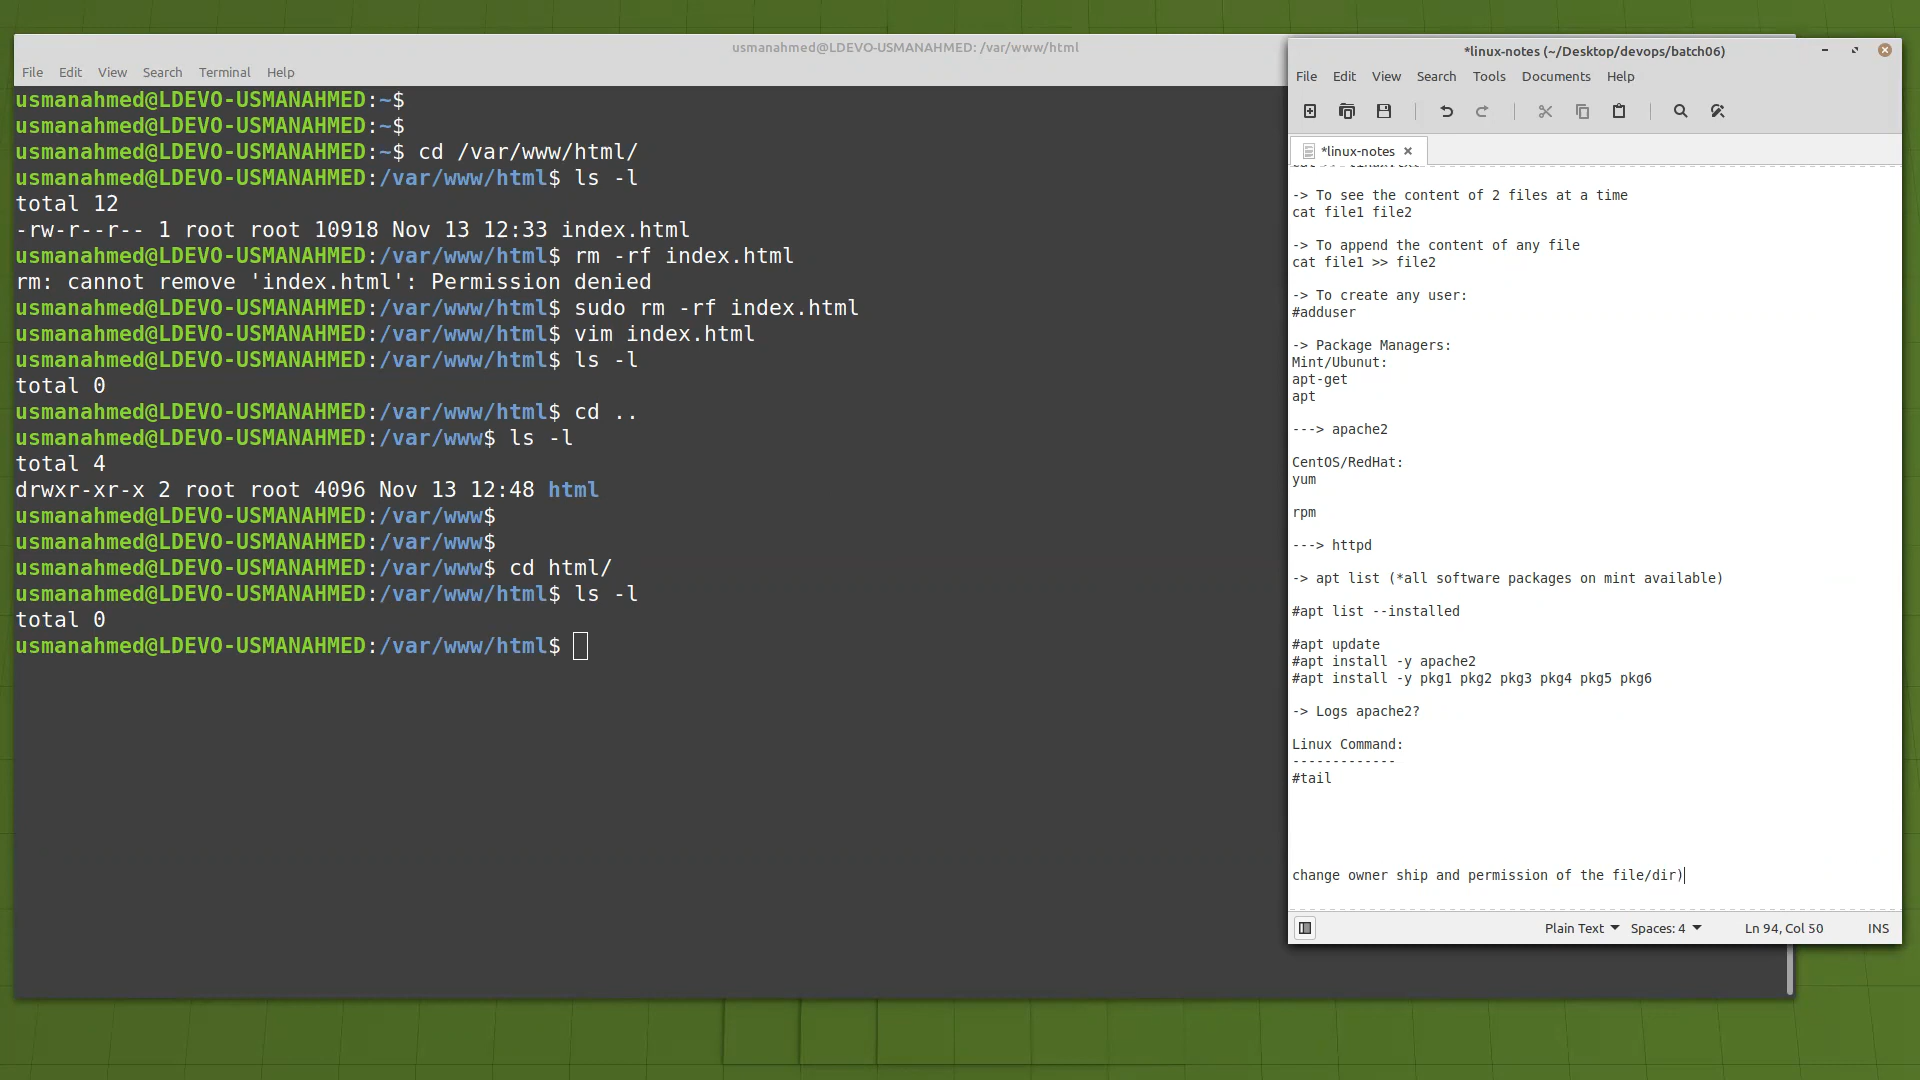 usmanahmed@LDEVO-USMANAHMED: /var/www/html
File Edit View Search Terminal Help
usmanahmed@LDEVO-USMANAHMED:~$
usmanahmed@LDEVO-USMANAHMED:~$
usmanahmed@LDEVO-USMANAHMED:~$ cd /var/www/html/
usmanahmed@LDEVO-USMANAHMED:/var/www/html$ ls -l
total 12
-rw-r--r-- 1 root root 10918 Nov 13 12:33 index.html
usmanahmed@LDEVO-USMANAHMED:/var/www/html$ rm -rf index.html
rm: cannot remove 'index.html': Permission denied
usmanahmed@LDEVO-USMANAHMED:/var/www/html$ sudo rm -rf index.html
usmanahmed@LDEVO-USMANAHMED:/var/www/html$ vim index.html
usmanahmed@LDEVO-USMANAHMED:/var/www/html$ ls -l
total 0
usmanahmed@LDEVO-USMANAHMED:/var/www/html$ cd ..
usmanahmed@LDEVO-USMANAHMED:/var/www$ ls -l
total 4
drwxr-xr-x 2 root root 4096 Nov 13 12:48 html
usmanahmed@LDEVO-USMANAHMED:/var/www$
usmanahmed@LDEVO-USMANAHMED:/var/www$
usmanahmed@LDEVO-USMANAHMED:/var/www$ cd html/
usmanahmed@LDEVO-USMANAHMED:/var/www/html$ ls -l
total 0
usmanahmed@LDEVO-USMANAHMED:/var/www/html$
*linux-notes (~/Desktop/devops/batch06)
File Edit View Search Tools Documents Help
*linux-notes
-> To see the content of 2 files at a time
cat file1 file2
-> To append the content of any file
cat file1 >> file2
-> To create any user:
#adduser
-> Package Managers:
Mint/Ubunut:
apt-get
apt
---> apache2
CentOS/RedHat:
yum
rpm
---> httpd
-> apt list (*all software packages on mint available)
#apt list --installed
#apt update
#apt install -y apache2
#apt install -y pkg1 pkg2 pkg3 pkg4 pkg5 pkg6
-> Logs apache2?
Linux Command:
-------------
#tail
change owner ship and permission of the file/dir)
Plain Text Spaces: 4 Ln 94, Col 50 INS